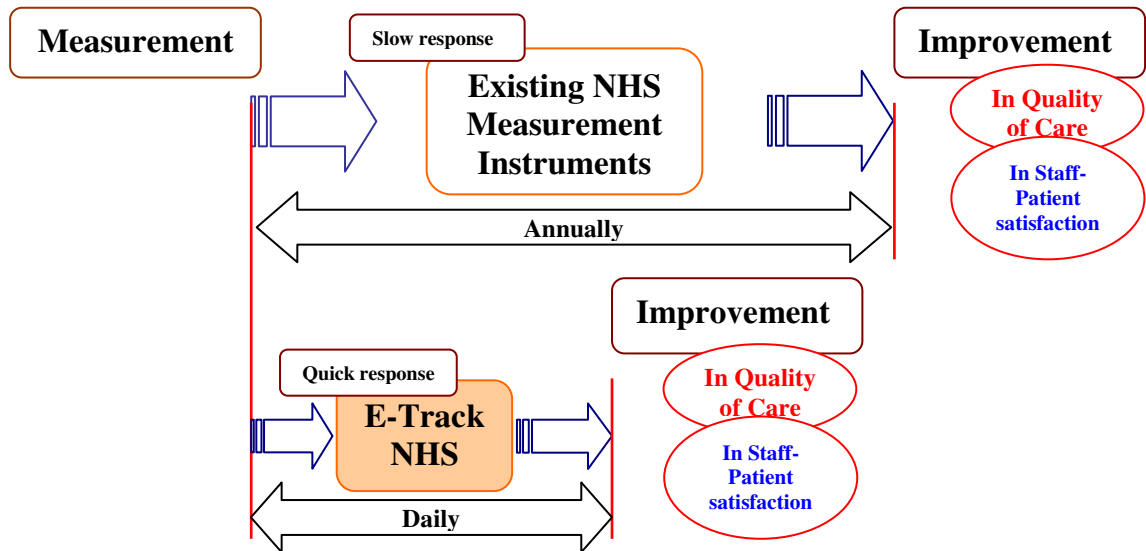 Measurement
Slow response
Existing NHS
Measurement
Instruments
Improvement
In Quality
of Care
In Staff-
Patient
satisfaction
Annually
Improvement
Quick response
E-Track
NHS
In Quality
of Care
In Staff-
Patient
satisfaction
Daily